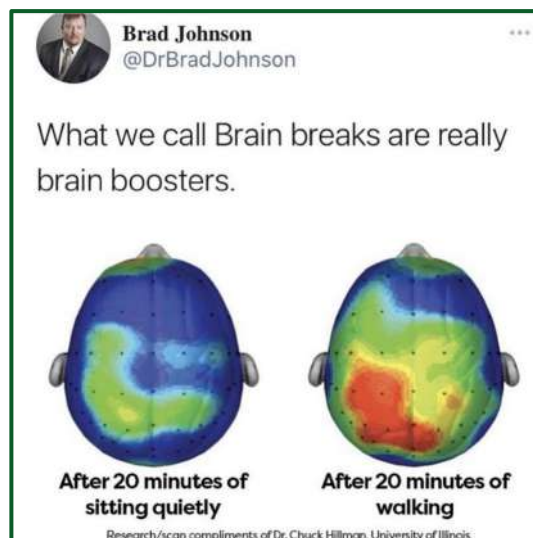 Brad Johnson
@DrBradJohnson
What we call Brain breaks are really
brain boosters.
After 20 minutes of
sitting quietly
After 20 minutes of
walking
Research/scan compliments of Dr. Chuck Hillman, University of Illinois